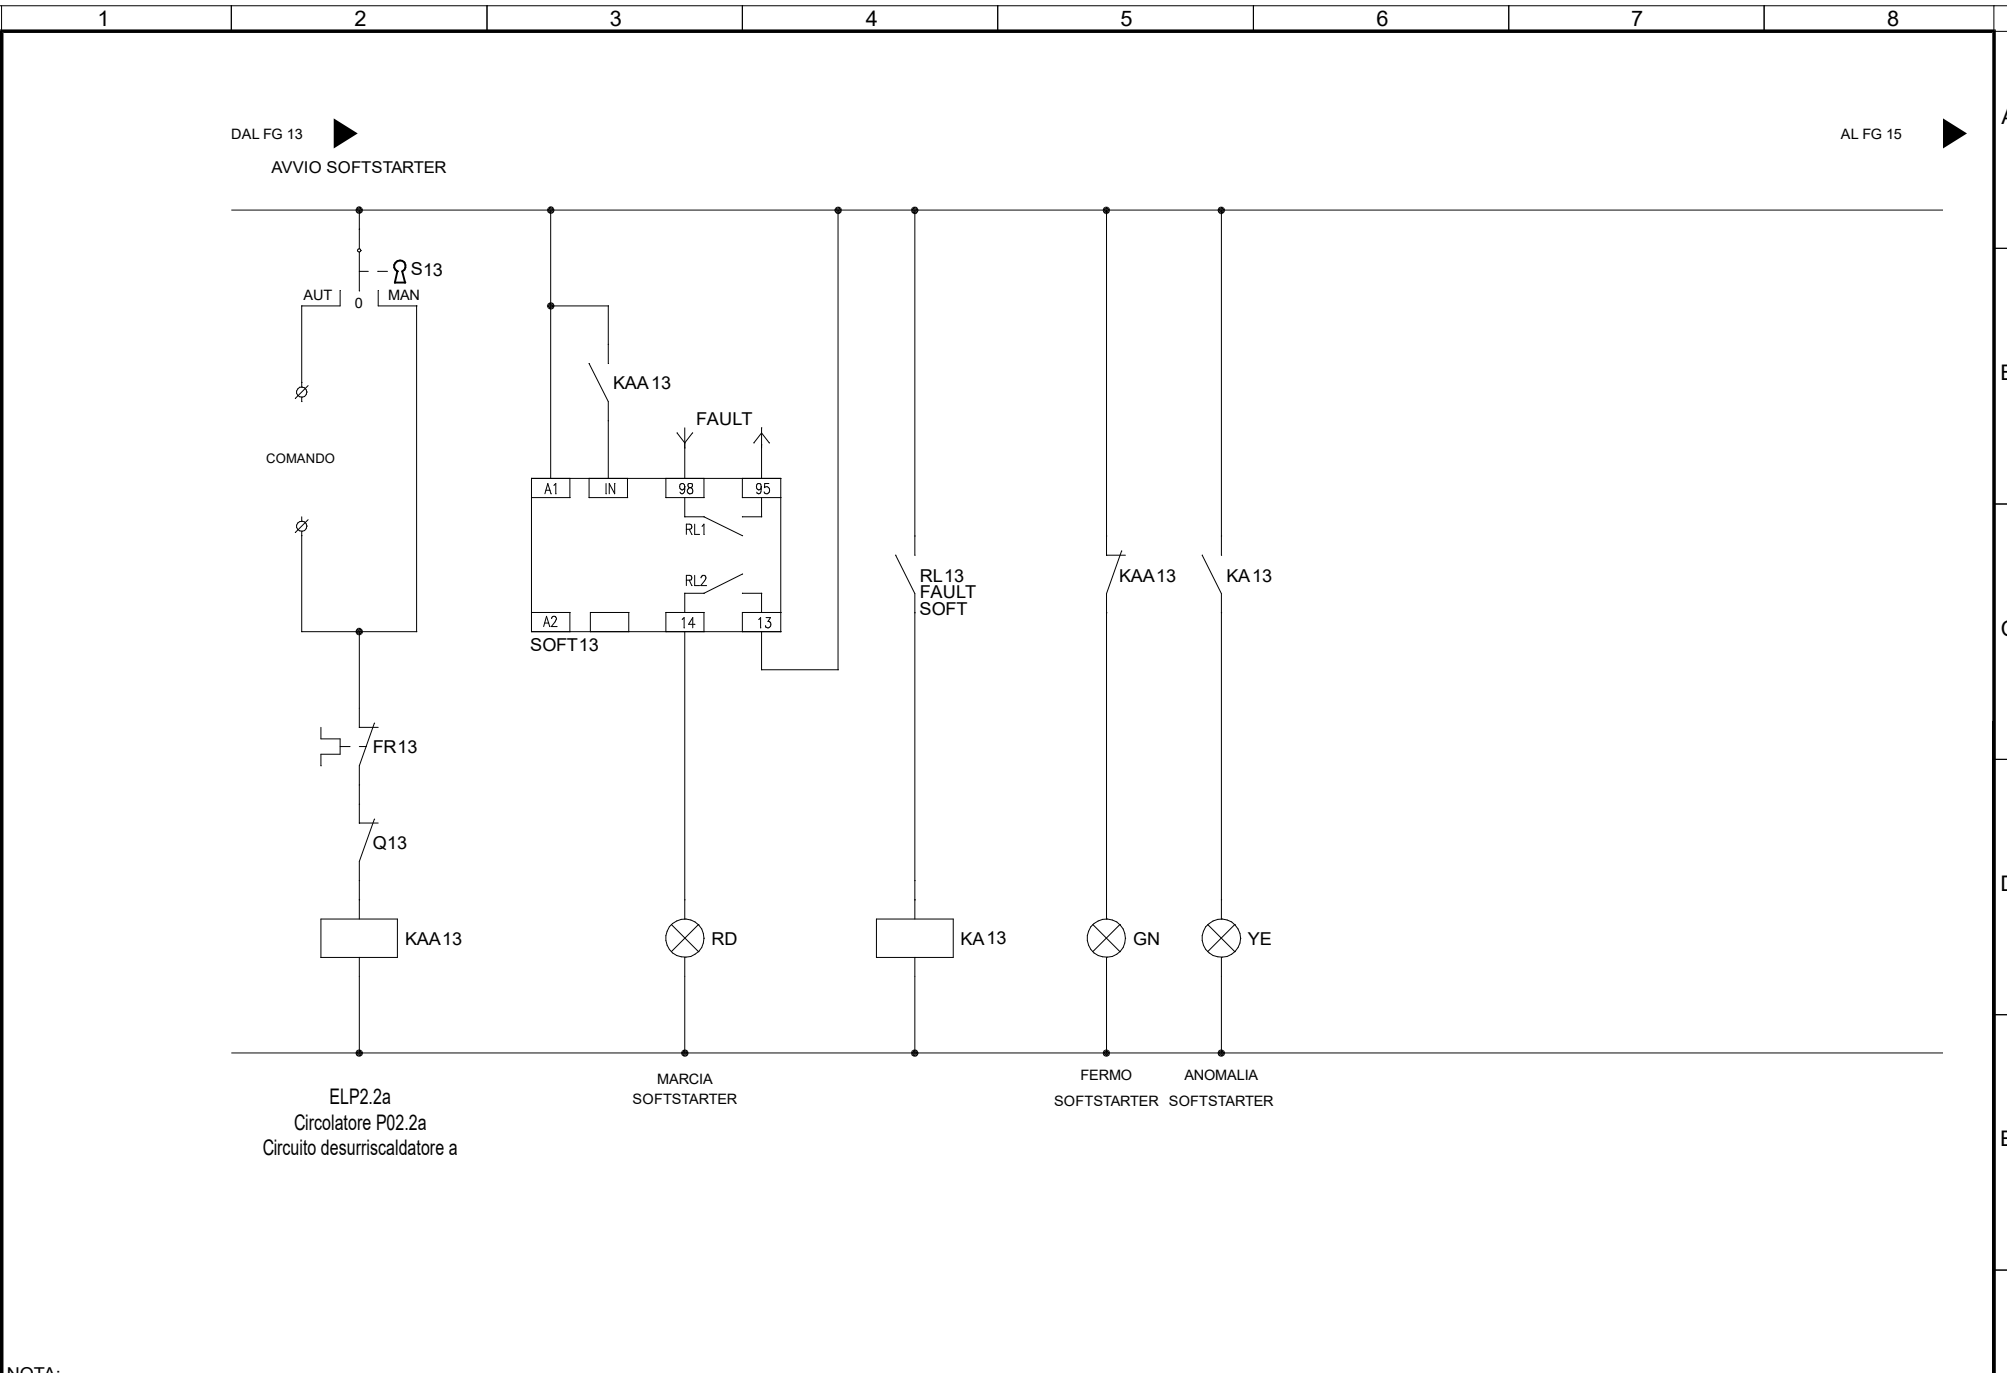 1 2 3 4 5 6 7 8
DAL FG 13
AL FG 15
AVVIO SOFTSTARTER
S13
AUT 0 MAN
KAA13
FAULT
COMANDO
A1 IN 98 95
RL1
RL2
A2 14 13
SOFT13
RL13
FAULT
SOFT
KAA13
KA13
FR13
Q13
KAA13
RD
KA13
GN
YE
MARCIA
SOFTSTARTER
FERMO
SOFTSTARTER
ANOMALIA
SOFTSTARTER
ELP2.2a
Circolatore P02.2a
Circuito desurriscaldatore a
NOTA: